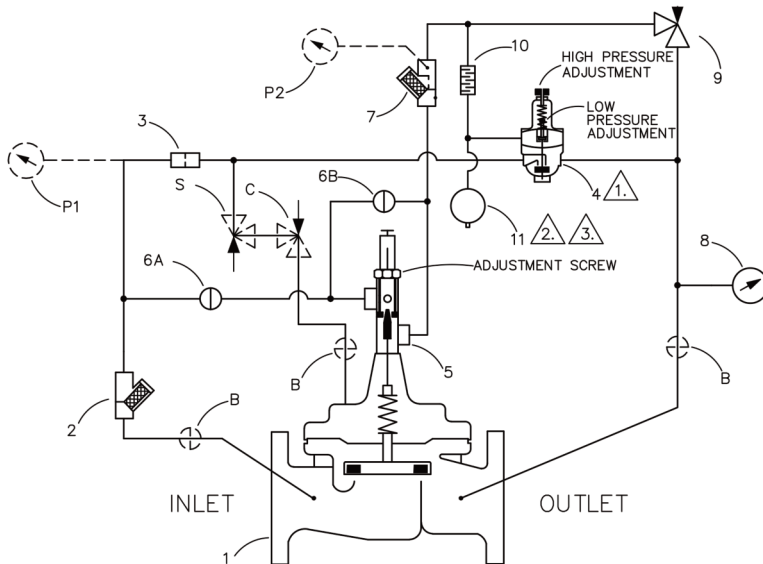 10
HIGH PRESSURE
ADJUSTMENT
9
P2
7
LOW
PRESSURE
ADJUSTMENT
3
P1
S
C
6B
4
1.
11
2.
3.
8
6A
ADJUSTMENT SCREW
B
5
B
2
B
INLET
OUTLET
1